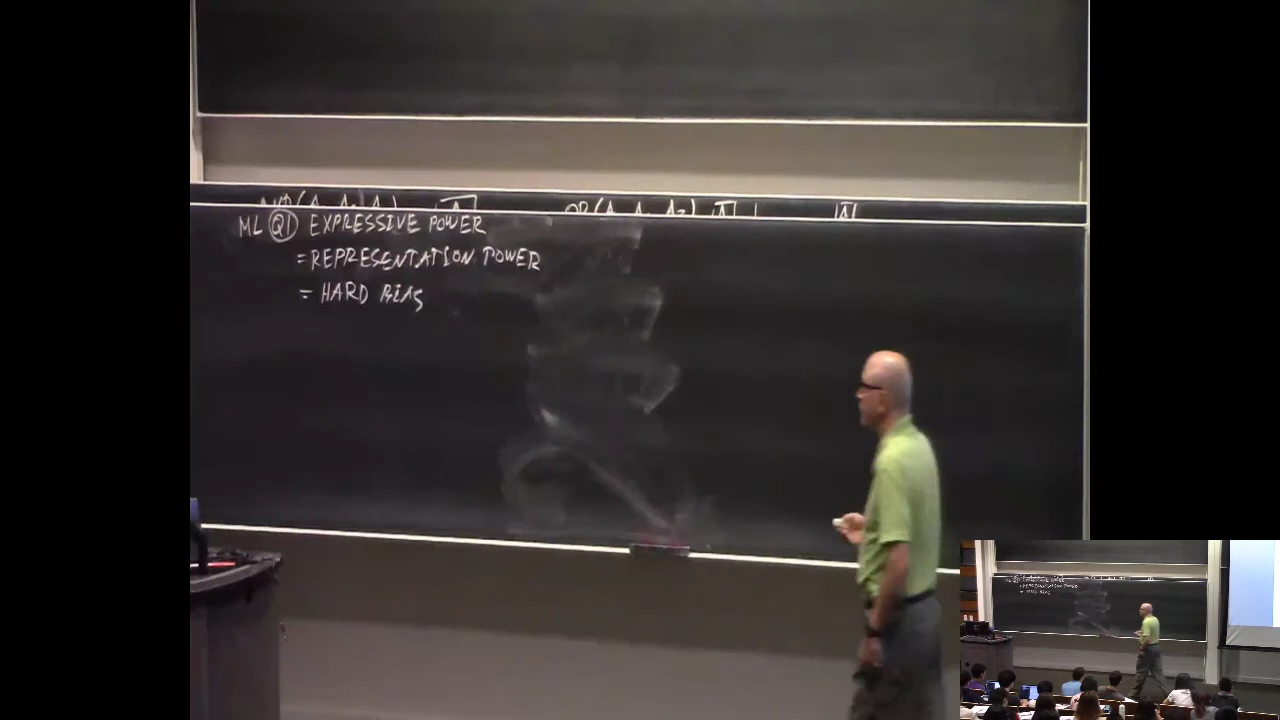 ML Q1 EXPRESSIVE POWER
= REPRESENTATION POWER
= HARD BIAS